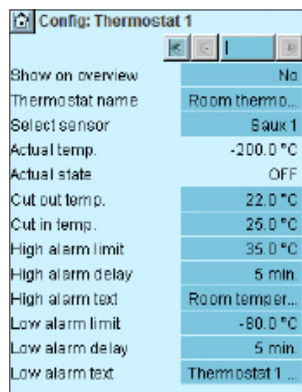 Config: Thermostat 1
Show on overview No
Thermostat name Room thermo...
Select sensor Saux 1
Actual temp. -200.0 °C
Actual state OFF
Cut out temp. 22.0 °C
Cut in temp. 25.0 °C
High alarm limit 35.0 °C
High alarm delay 5 min.
High alarm text Room temper...
Low alarm limit -80.0 °C
Low alarm delay 5 min.
Low alarm text Thermostat 1 ...